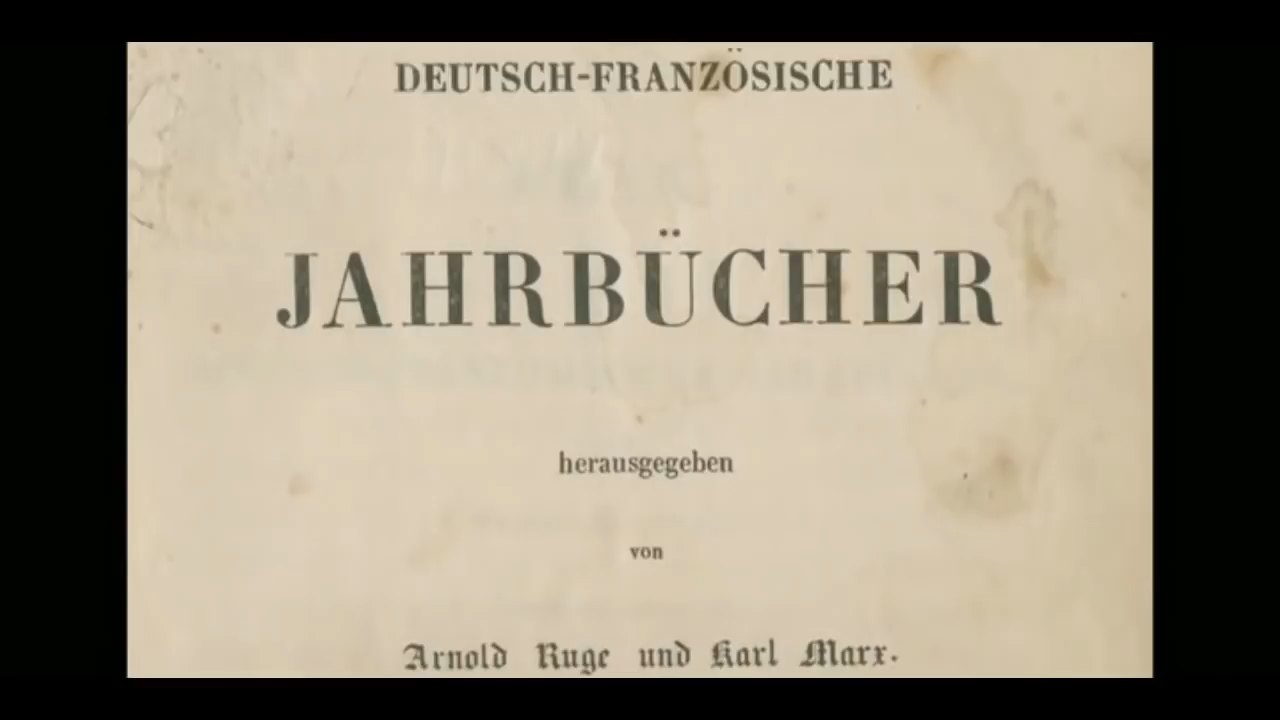 DEUTSCH-FRANZÖSISCHE
JAHRBÜCHER
herausgegeben
von
Arnold Ruge und Karl Marx.